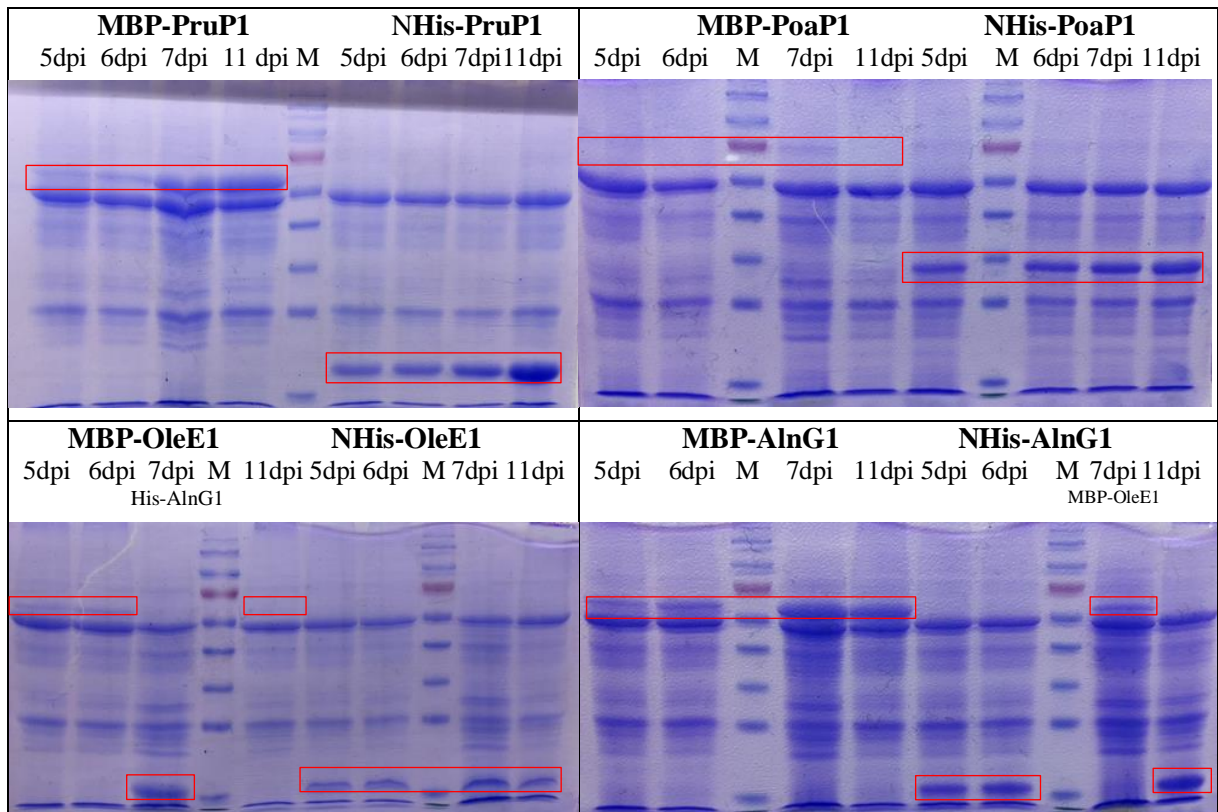 MBP-PruP1 NHis-PruP1
5dpi 6dpi 7dpi 11 dpi M 5dpi 6dpi 7dpi11dpi
MBP-PoaP1 NHis-PoaP1
5dpi 6dpi M 7dpi 11dpi 5dpi M 6dpi 7dpi 11dpi
MBP-OleE1 NHis-OleE1
5dpi 6dpi 7dpi M 11dpi 5dpi 6dpi M 7dpi 11dpi
His-AlnG1
MBP-AlnG1 NHis-AlnG1
5dpi 6dpi M 7dpi 11dpi 5dpi 6dpi M 7dpi 11dpi
MBP-OleE1